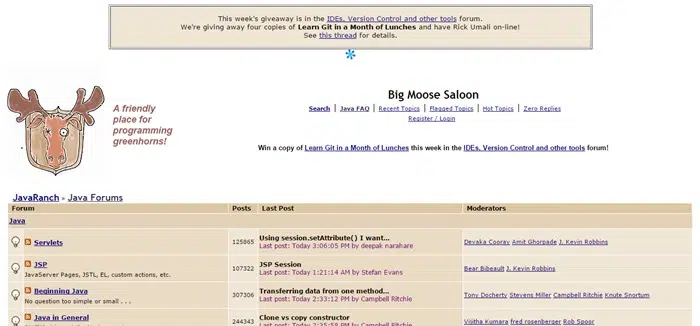 This week's giveaway is in the IDEs, Version Control and other tools forum.
We're giving away four copies of Learn Git in a Month of Lunches and have Rick Umali on-line!
See this thread for details.
Big Moose Saloon
Search | Java FAQ | Recent Topics | Flagged Topics | Hot Topics | Zero Replies
Register / Login
A friendly
place for
programming
greenhorns!
Win a copy of Learn Git in a Month of Lunches this week in the IDEs, Version Control and other tools forum!
JavaRanch » Java Forums
Forum Posts Last Post Moderators
Java
Servlets 125865 Using session.setAttribute() I want...
Last post: Today 3:06:05 PM by deepak narahare
Devaka Cooray Amit Ghorpade J. Kevin Robbins
JSP
JavaServer Pages, JSTL, EL, custom actions, etc.
107322 JSP Session
Last post: Today 1:21:14 AM by Stefan Evans
Bear Bibeault J. Kevin Robbins
Beginning Java
No question too simple or small . . .
307306 Transferring data from one method...
Last post: Today 2:33:12 PM by Campbell Ritchie
Tony Docherty Stevens Miller Campbell Ritchie Knute Snortum
Java in General 244343 Clone vs copy constructor
Last post: Today 2:35:58 PM by Campbell Ritchie
Vijitha Kumara fred rosenberger Rob Spoor